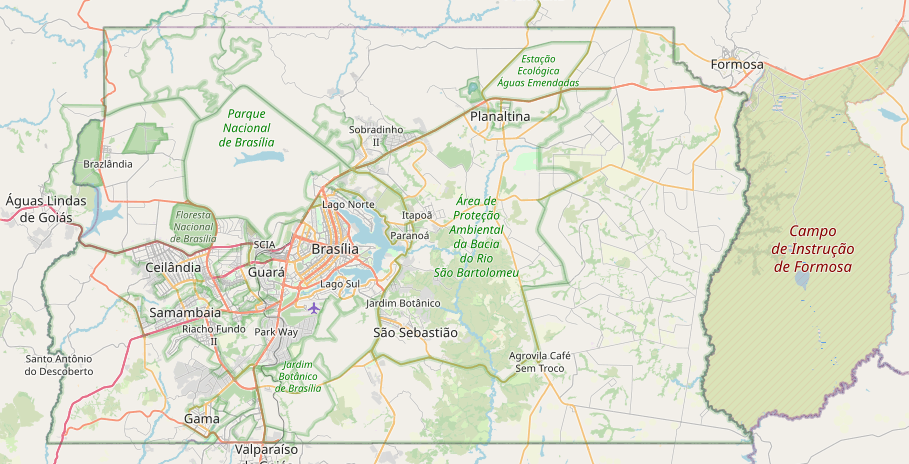 Formosa
Estação
Ecológica
Águas Emendadas
Planaltina
Parque
Nacional
de Brasília
Sobradinho
II
Brazlândia
Águas Lindas
de Goiás
Floresta
Nacional
de Brasília
Lago Norte
Itapoã
Paranoá
Área de
Proteção
Ambiental
da Bacia
do Rio
São Bartolomeu
Campo
de Instrução
de Formosa
SCIA
Brasília
Ceilândia
Guará
Lago Sul
Samambaia
Jardim Botânico
Riacho Fundo
II
Park Way
São Sebastião
Santo Antônio
do Descoberto
Jardim
Botânico
de Brasília
Agrovila Café
Sem Troco
Gama
Valparaíso
de Goiás